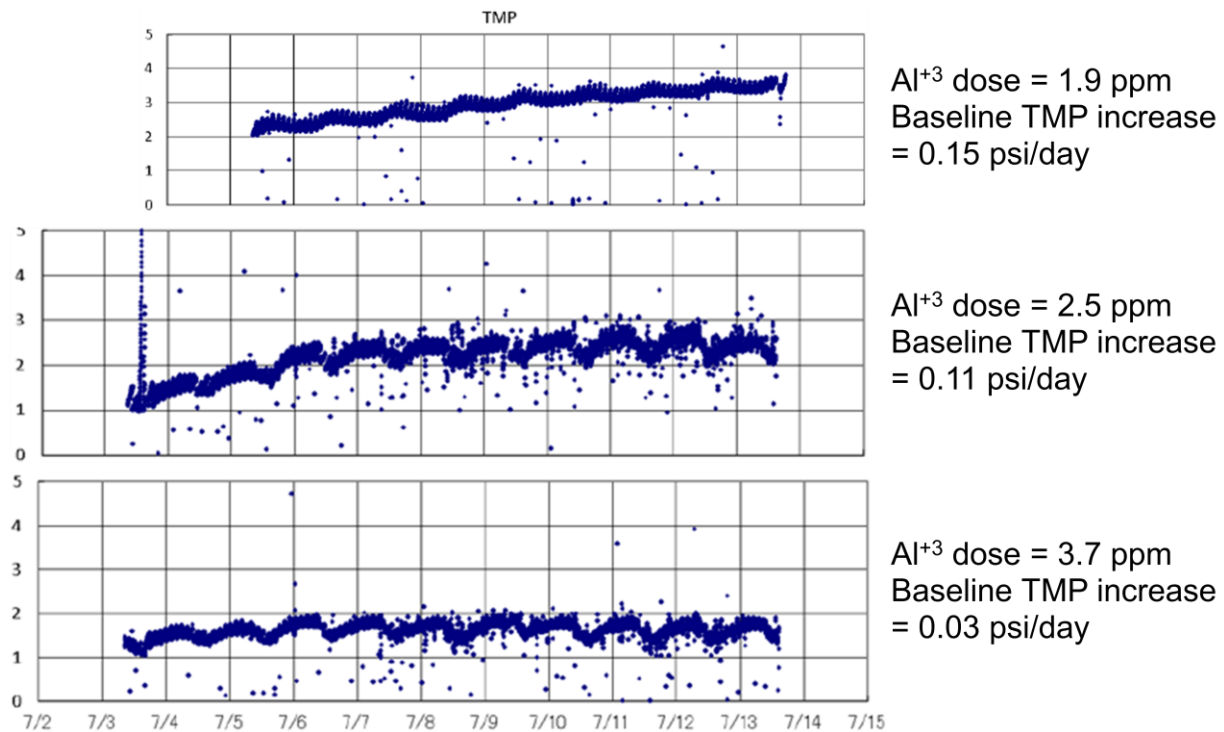 TMP
5
4
3
2
1
0
Al+3 dose = 1.9 ppm
Baseline TMP increase
= 0.15 psi/day
5
4
3
2
1
0
Al+3 dose = 2.5 ppm
Baseline TMP increase
= 0.11 psi/day
5
4
3
2
1
0
Al+3 dose = 3.7 ppm
Baseline TMP increase
= 0.03 psi/day
7/2 7/3 7/4 7/5 7/6 7/7 7/8 7/9 7/10 7/11 7/12 7/13 7/14 7/15